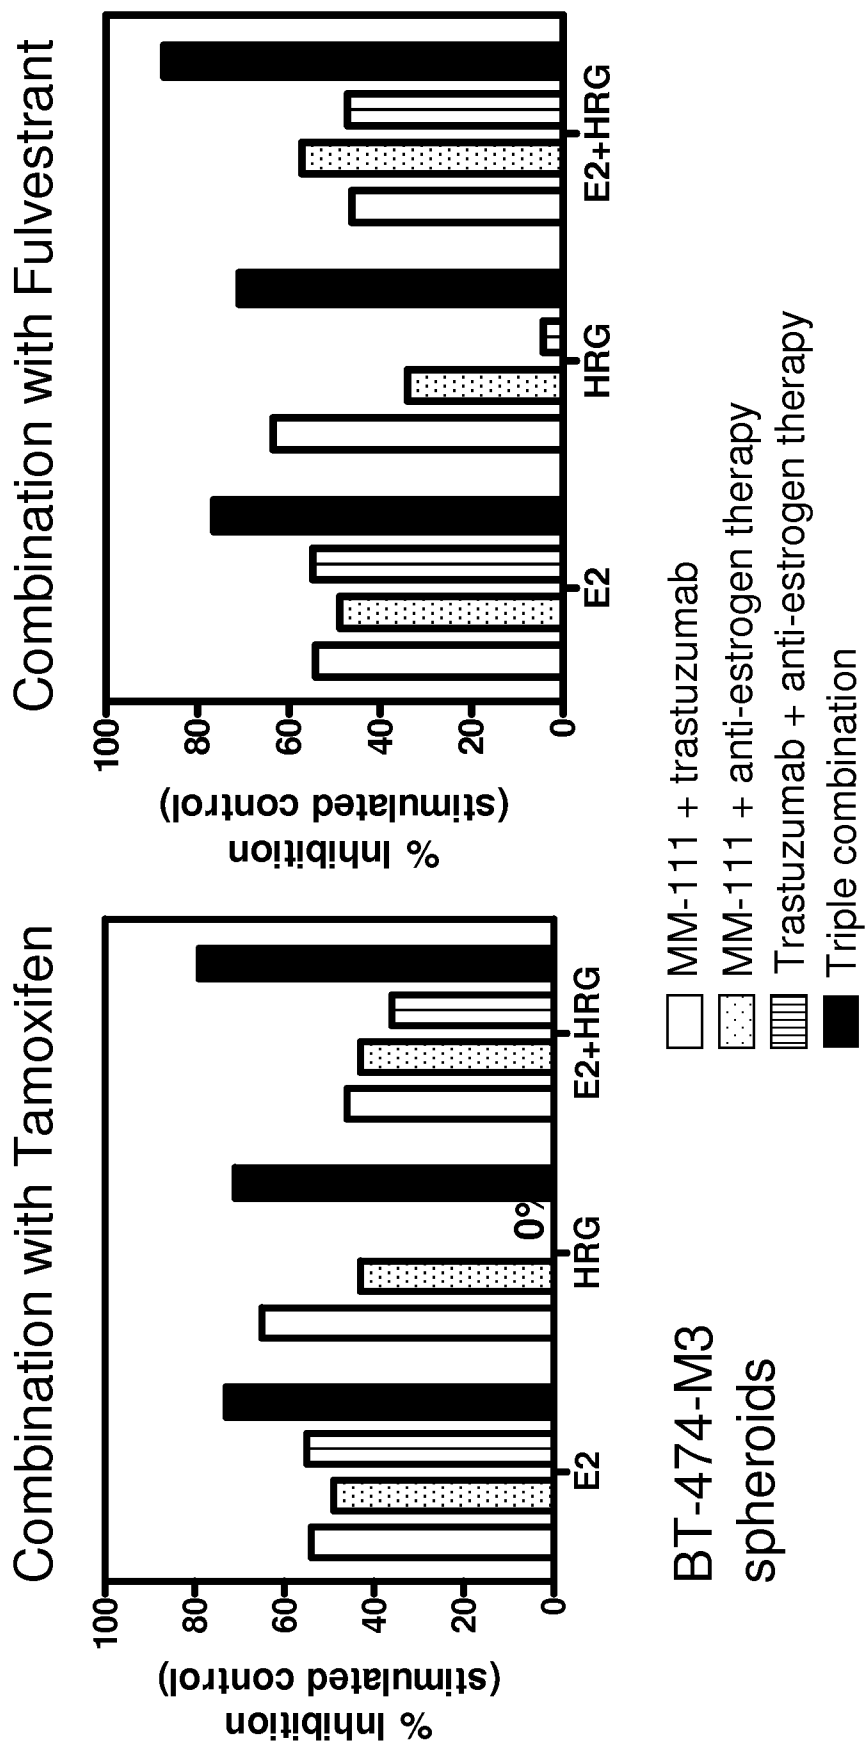 Combination with Tamoxifen
% Inhibition
(stimulated control)
100
80
60
40
20
0
0%
E2
HRG
E2+HRG
Combination with Fulvestrant
% Inhibition
(stimulated control)
100
80
60
40
20
0
E2
HRG
E2+HRG
BT-474-M3
spheroids
MM-111 + trastuzumab
MM-111 + anti-estrogen therapy
Trastuzumab + anti-estrogen therapy
Triple combination